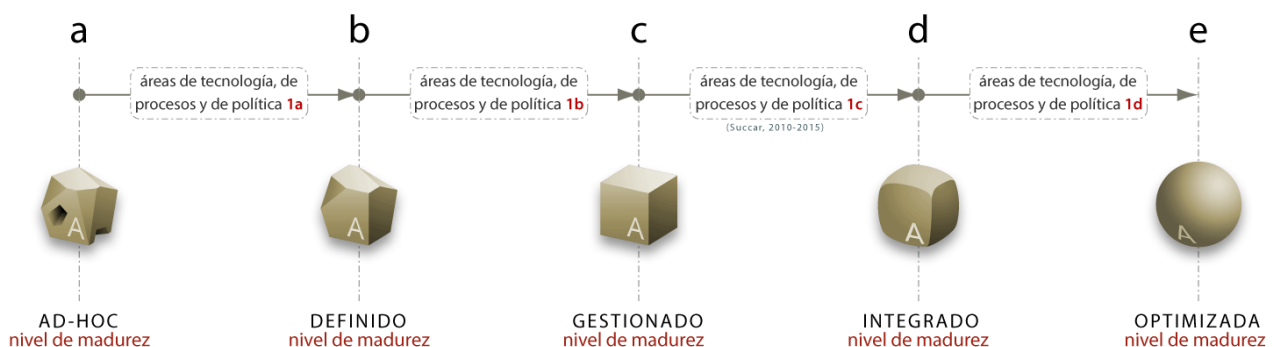 a
b
c
d
e
áreas de tecnología, de
procesos y de política 1a
áreas de tecnología, de
procesos y de política 1b
áreas de tecnología, de
procesos y de política 1c
(Succar, 2010-2015)
áreas de tecnología, de
procesos y de política 1d
A
A
A
A
A
AD-HOC
nivel de madurez
DEFINIDO
nivel de madurez
GESTIONADO
nivel de madurez
INTEGRADO
nivel de madurez
OPTIMIZADA
nivel de madurez